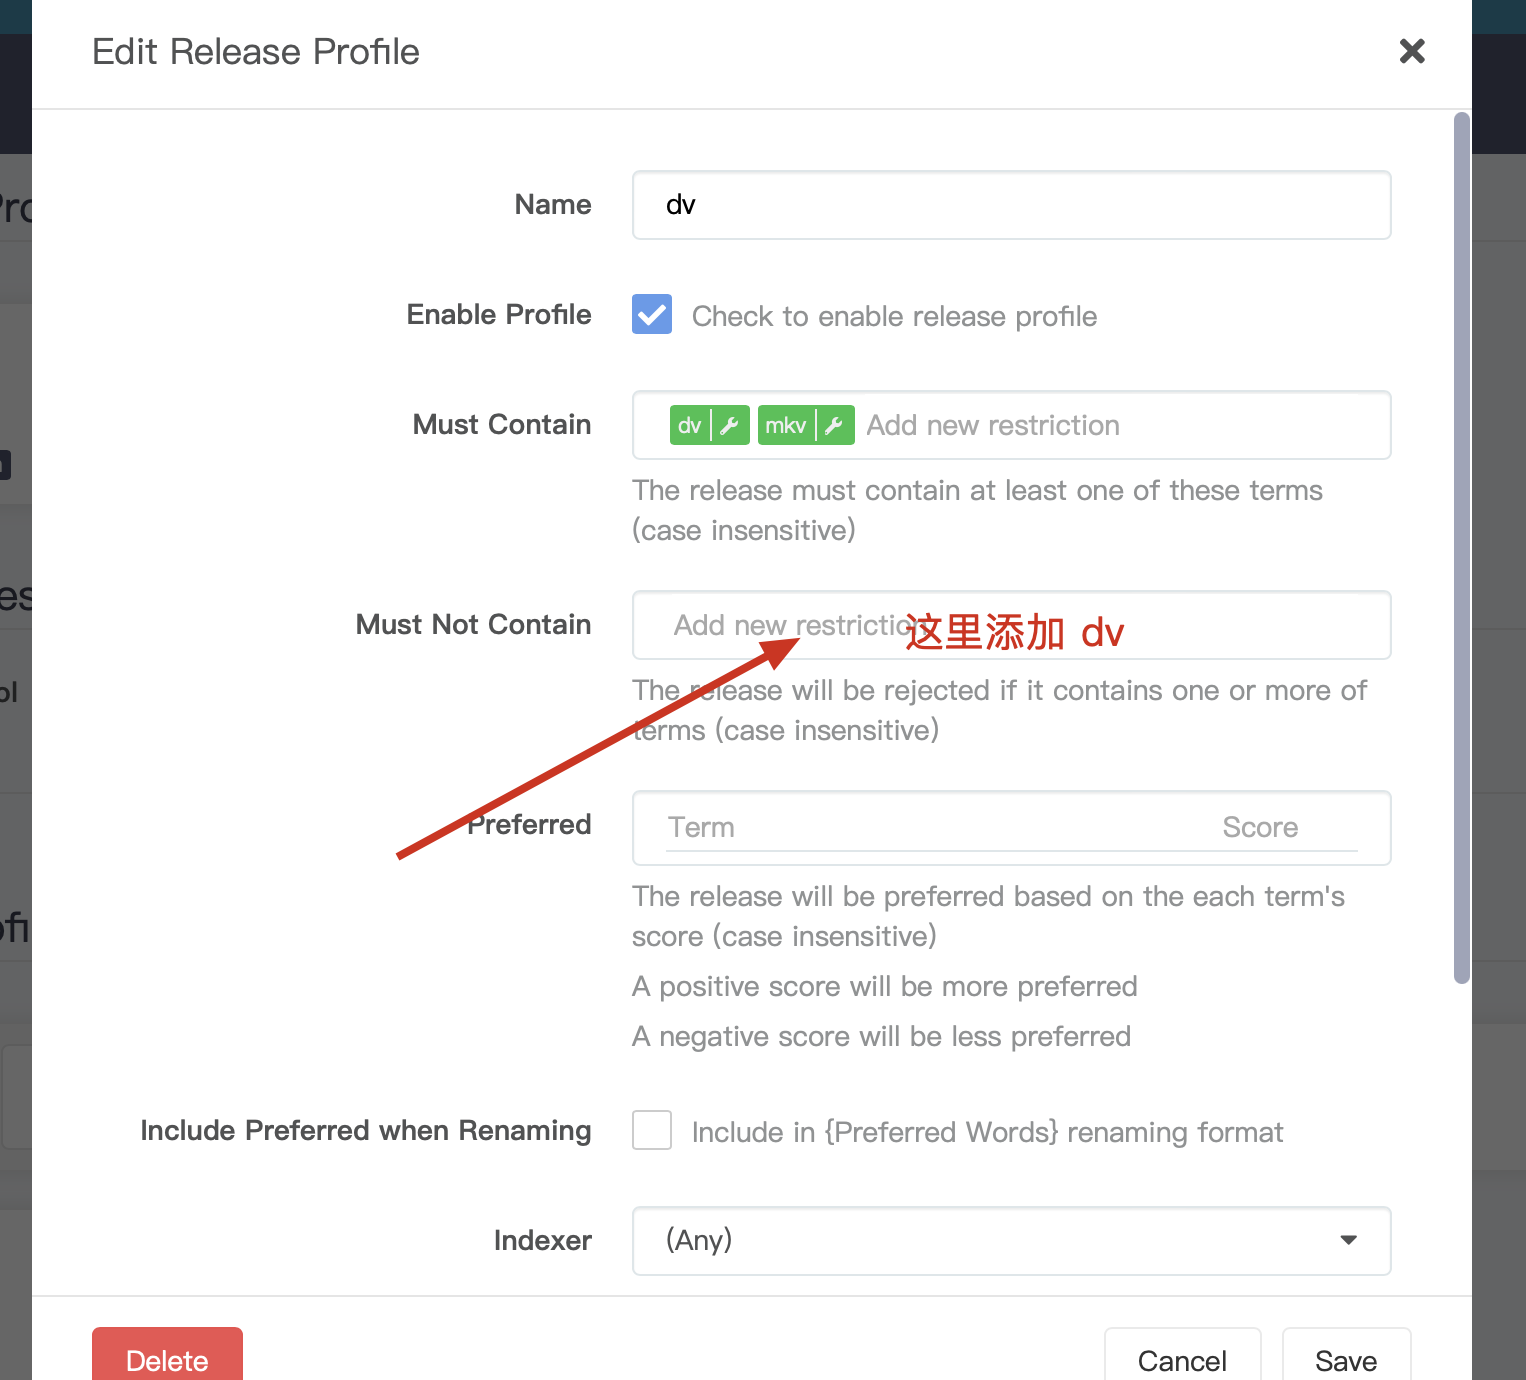 Edit Release Profile
Name
dv
Enable Profile
Check to enable release profile
Must Contain
dv
mkv
Add new restriction
The release must contain at least one of these terms
(case insensitive)
Must Not Contain
Add new restriction
这里添加 dv
The release will be rejected if it contains one or more of
terms (case insensitive)
Preferred
Term
Score
The release will be preferred based on the each term's
score (case insensitive)
A positive score will be more preferred
A negative score will be less preferred
Include Preferred when Renaming
Include in {Preferred Words} renaming format
Indexer
(Any)
Delete
Cancel
Save